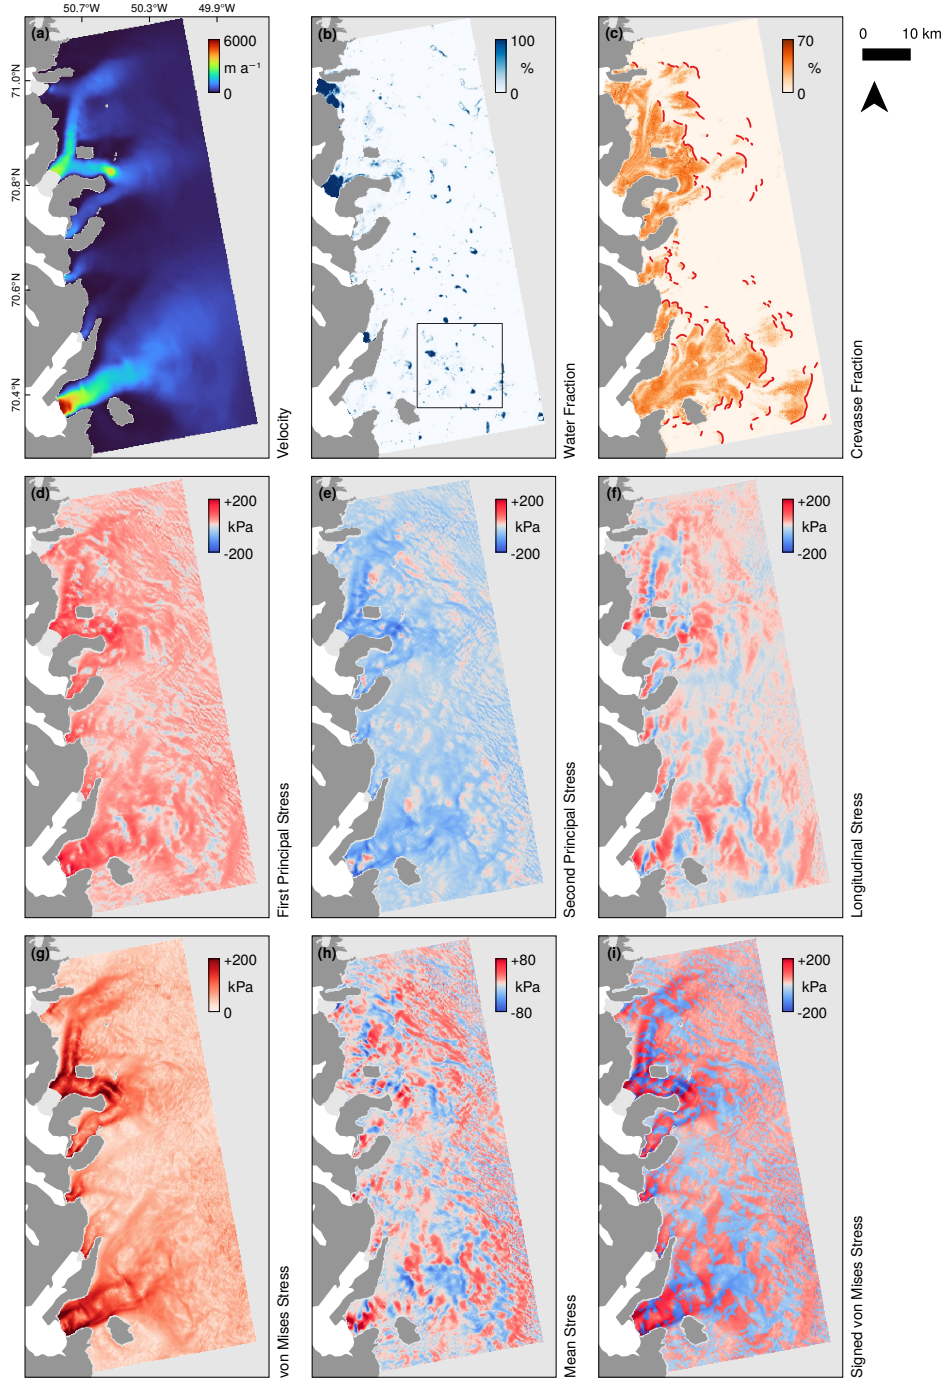 50.7°W 50.3°W 49.9°W
71.0°N
70.8°N
70.6°N
70.4°N
(a)
6000
m a⁻¹
0
Velocity
(b)
100
%
0
Water Fraction
(c)
70
%
0
Crevasse Fraction
0 10 km
(d)
+200
kPa
-200
First Principal Stress
(e)
+200
kPa
-200
Second Principal Stress
(f)
+200
kPa
-200
Longitudinal Stress
(g)
+200
kPa
0
von Mises Stress
(h)
+80
kPa
-80
Mean Stress
(i)
+200
kPa
-200
Signed von Mises Stress